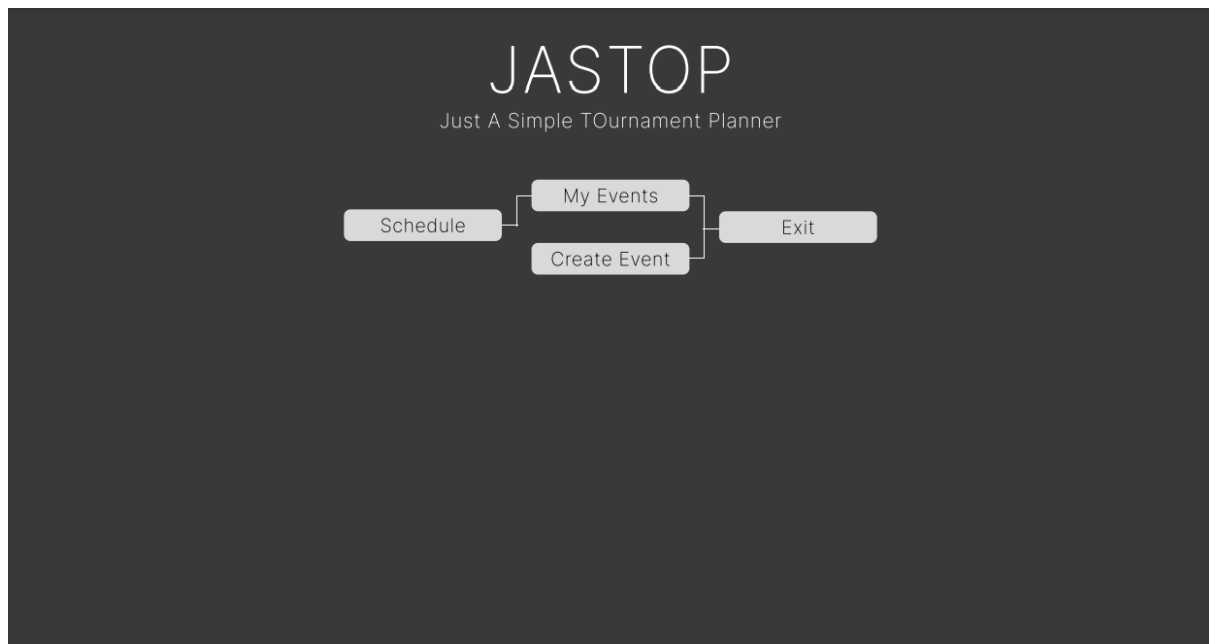 JASTOP
Just A Simple TOurnament Planner
My Events
Schedule
Exit
Create Event